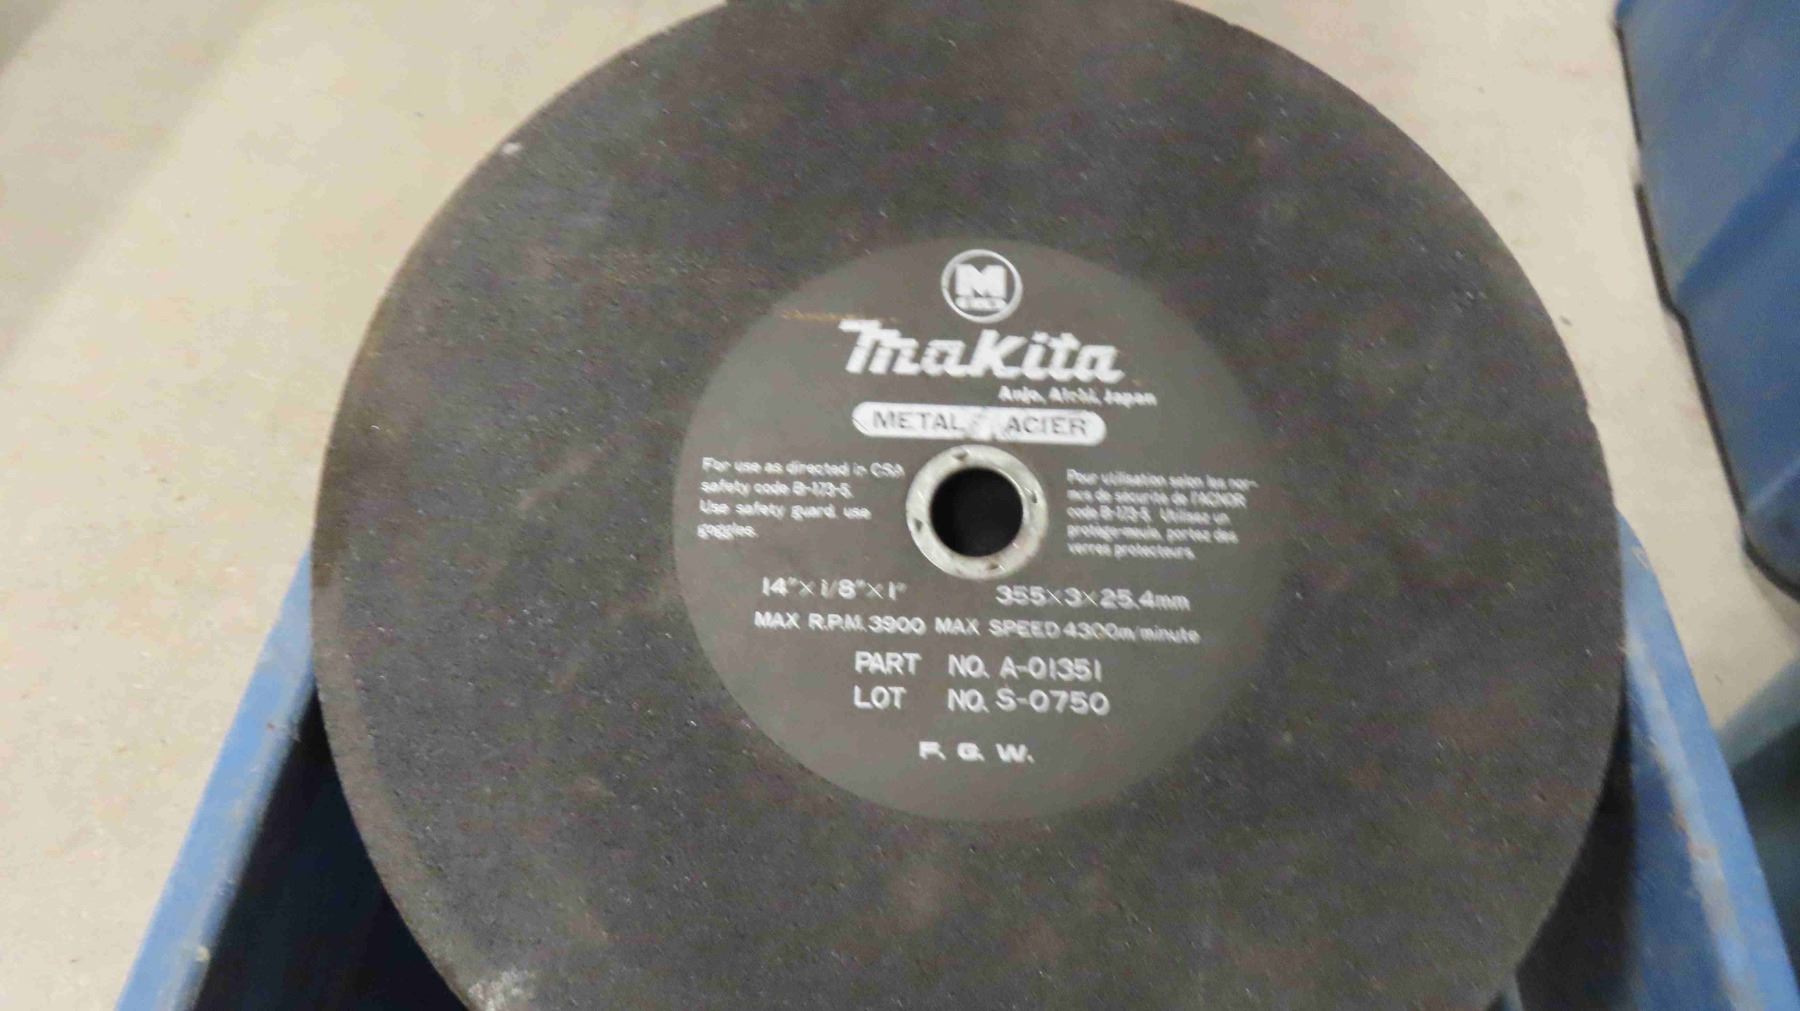 M
Makita
Anjo, Aichi, Japan
METAL ACIER
For use as directed in CSA
safety code B-173-5.
Use safety guard, use
goggles.
Pour utilisation selon les nor-
mes de sécurité de l'ACNOR
code B-173-5. Utilisez un
protège-meule, portez des
verres protecteurs.
14"×1/8"×1" 355×3×25.4mm
MAX R.P.M. 3900 MAX SPEED 4300m/minute
PART NO. A-01351
LOT NO. S-0750
F. G. W.